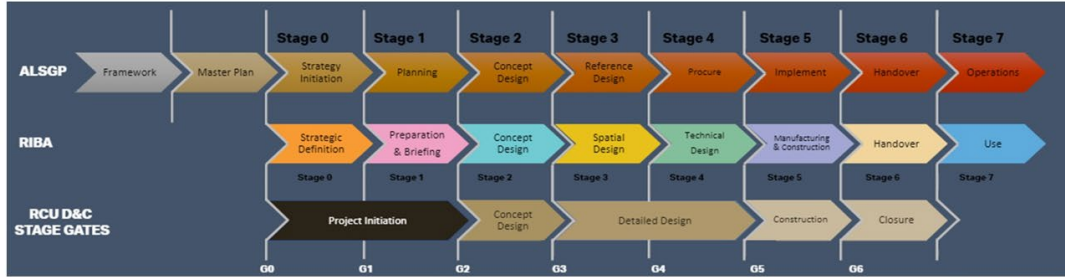 Stage 0 Stage 1 Stage 2 Stage 3 Stage 4 Stage 5 Stage 6 Stage 7
ALSGP
Framework
Master Plan
Strategy
Initiation
Planning
Concept
Design
Reference
Design
Procure
Implement
Handover
Operations
RIBA
Strategic
Definition
Preparation
& Briefing
Concept
Design
Spatial
Design
Technical
Design
Manufacturing
& Construction
Handover
Use
Stage 0 Stage 1 Stage 2 Stage 3 Stage 4 Stage 5 Stage 6 Stage 7
RCU D&C
STAGE GATES
Project Initiation
Concept
Design
Detailed Design
Construction
Closure
G0 G1 G2 G3 G4 G5 G6